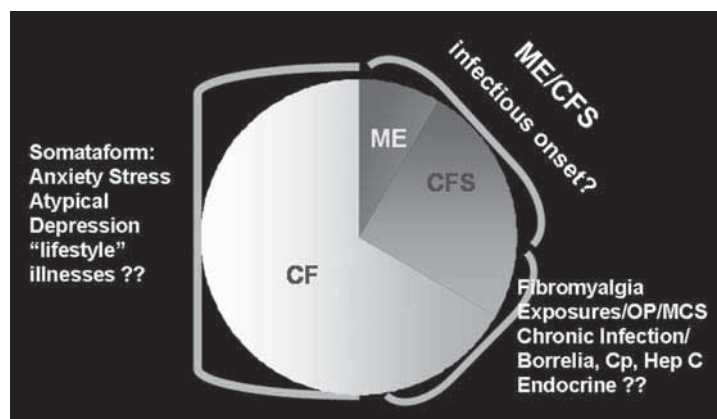 ME/CFS
infectious onset?
ME
CFS
CF
Somataform:
Anxiety Stress
Atypical
Depression
“lifestyle”
illnesses ??
Fibromyalgia
Exposures/OP/MCS
Chronic Infection/
Borrelia, Cp, Hep C
Endocrine ??